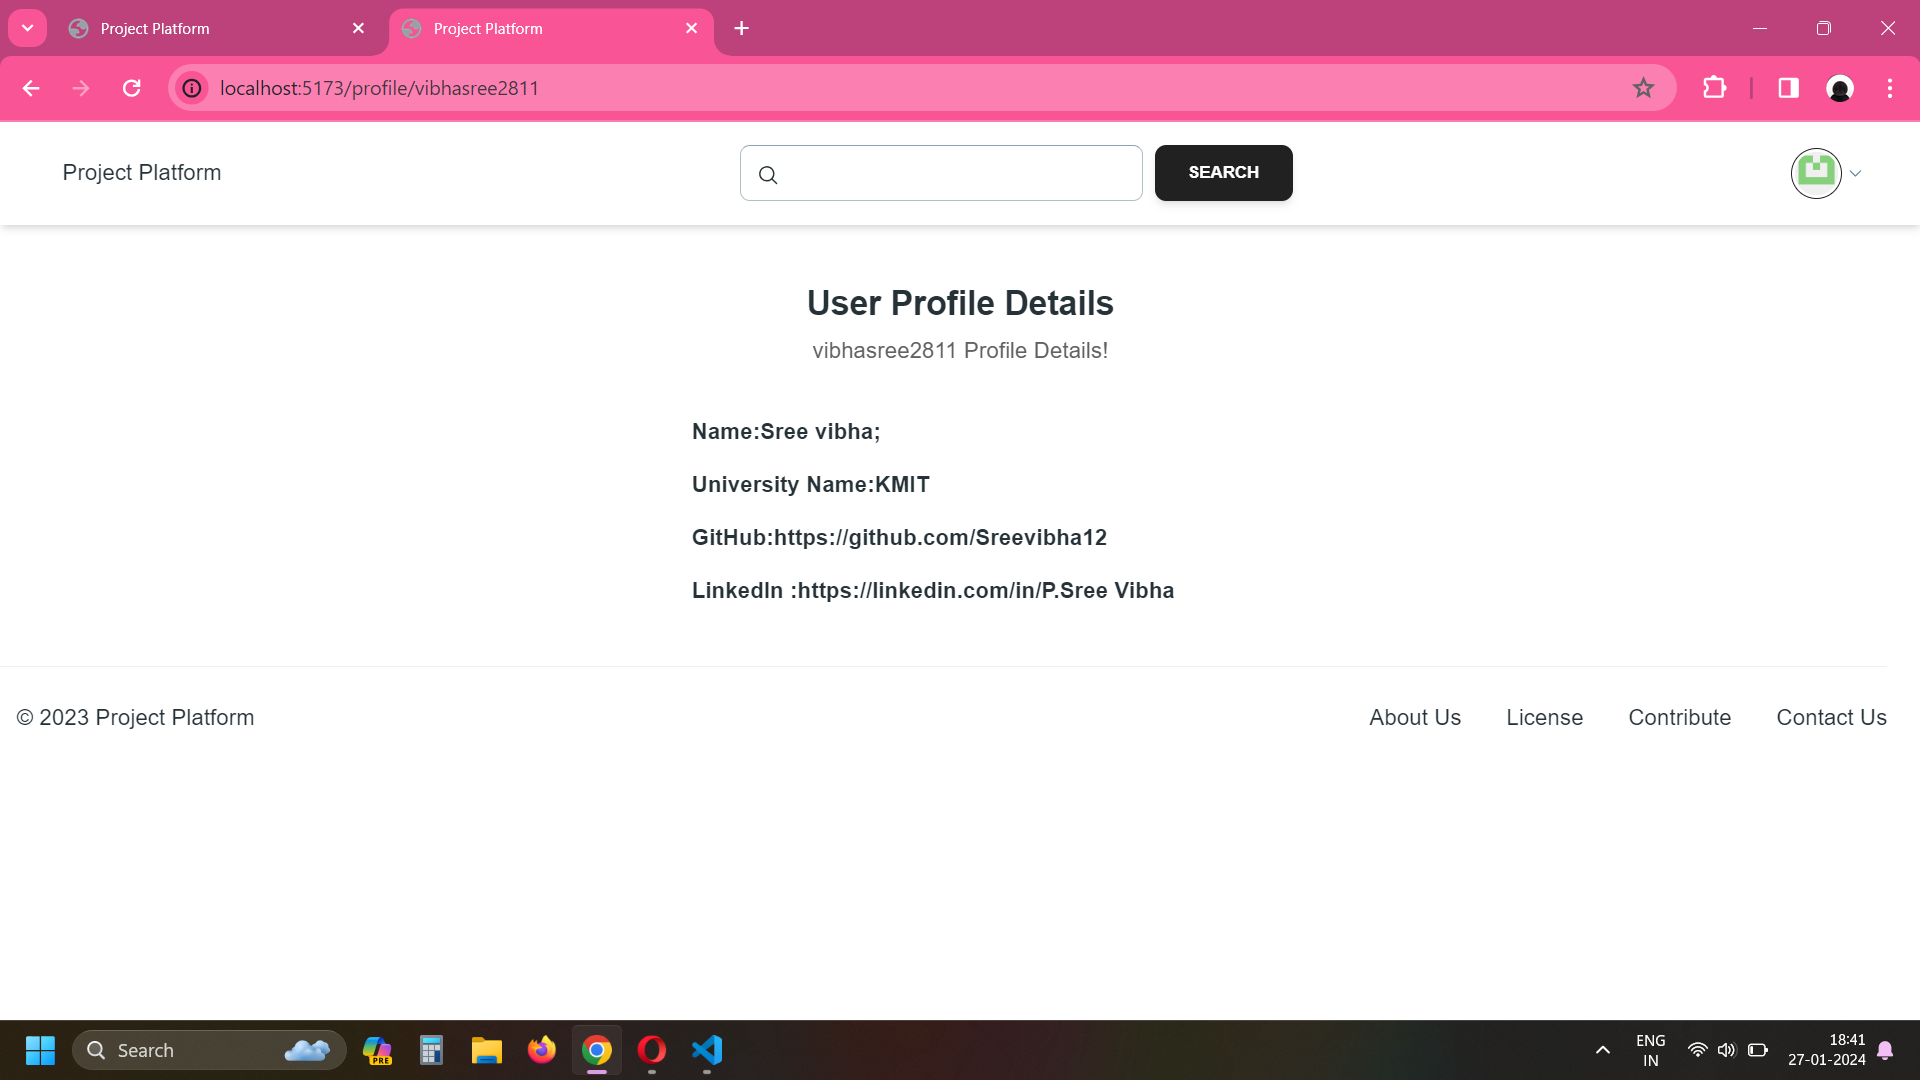 Project Platform
Project Platform
localhost:5173/profile/vibhasree2811
Project Platform
SEARCH
User Profile Details
vibhasree2811 Profile Details!
Name:Sree vibha;
University Name:KMIT
GitHub:https://github.com/Sreevibha12
LinkedIn :https://linkedin.com/in/P.Sree Vibha
© 2023 Project Platform
About Us
License
Contribute
Contact Us
Search
PRE
ENG
IN
18:41
27-01-2024